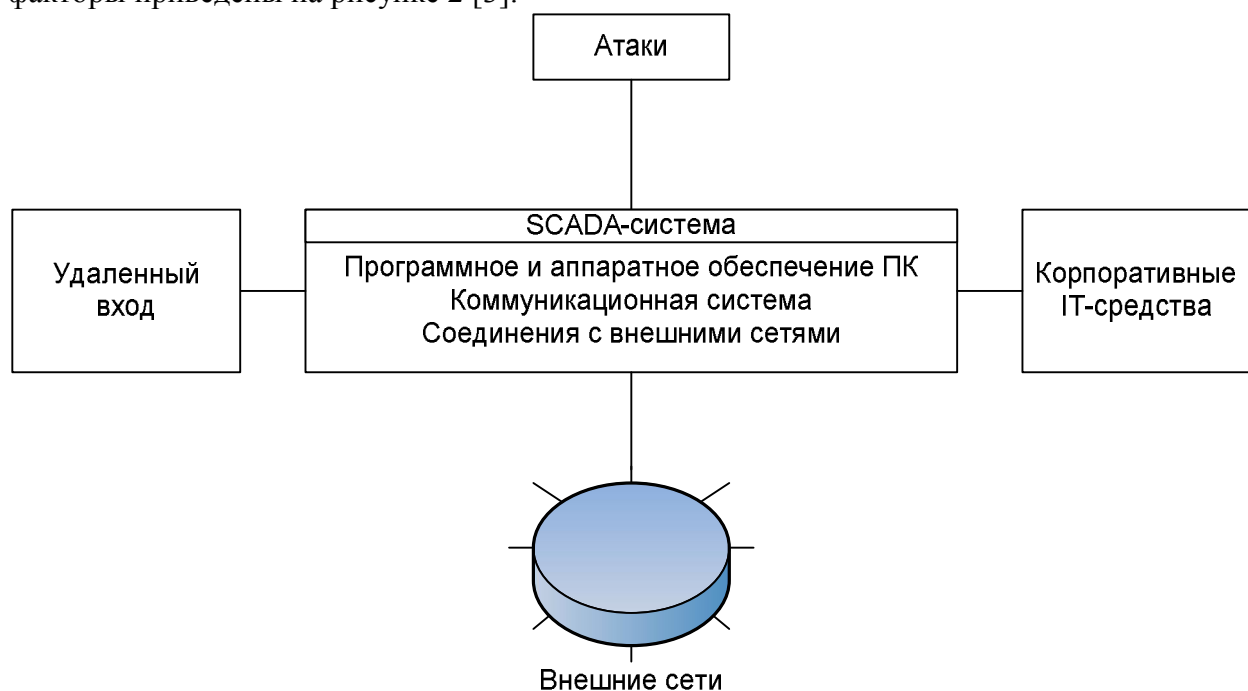 факторы приведены на рисунке 2 [3].
Атаки
SCADA-система
Удаленный
вход
Программное и аппаратное обеспечение ПК
Коммуникационная система
Соединения с внешними сетями
Корпоративные
IT-средства
Внешние сети